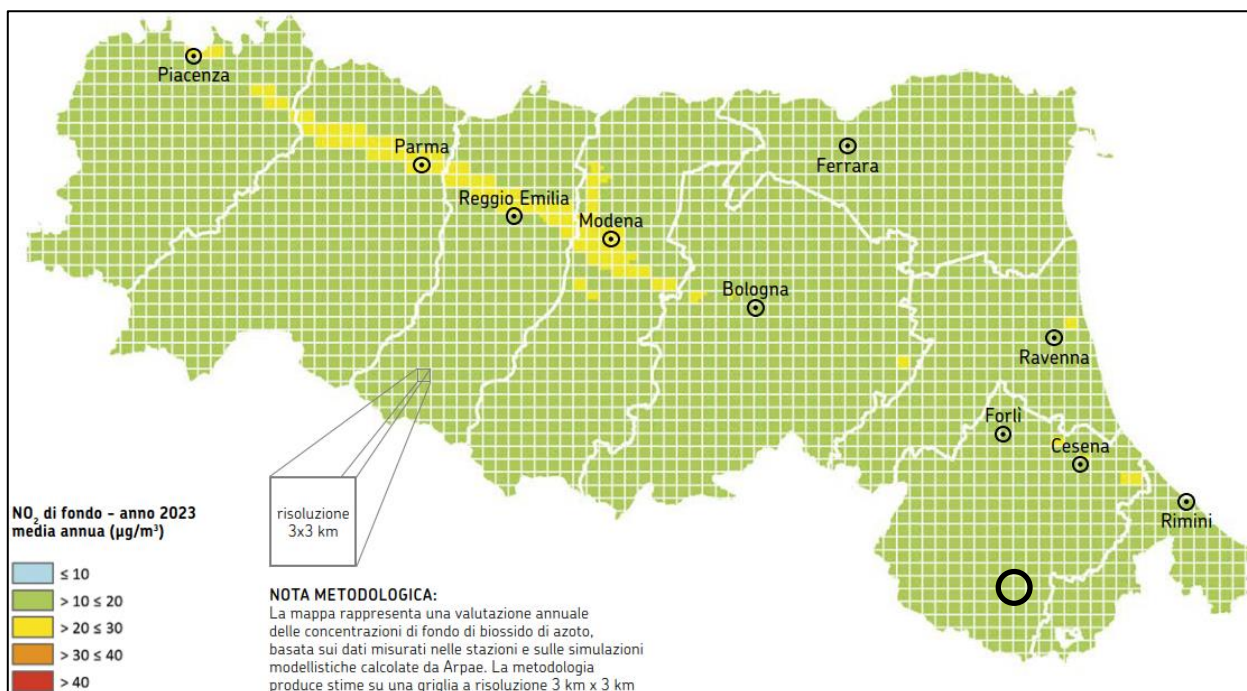 Piacenza
Parma
Ferrara
Reggio Emilia
Modena
Bologna
Ravenna
Forlì
Cesena
Rimini
risoluzione
3x3 km
NO₂ di fondo - anno 2023
media annua (µg/m³)
≤ 10
> 10 ≤ 20
> 20 ≤ 30
> 30 ≤ 40
> 40
NOTA METODOLOGICA:
La mappa rappresenta una valutazione annuale
delle concentrazioni di fondo di biossido di azoto,
basata sui dati misurati nelle stazioni e sulle simulazioni
modellistiche calcolate da Arpae. La metodologia
produce stime su una griglia a risoluzione 3 km x 3 km